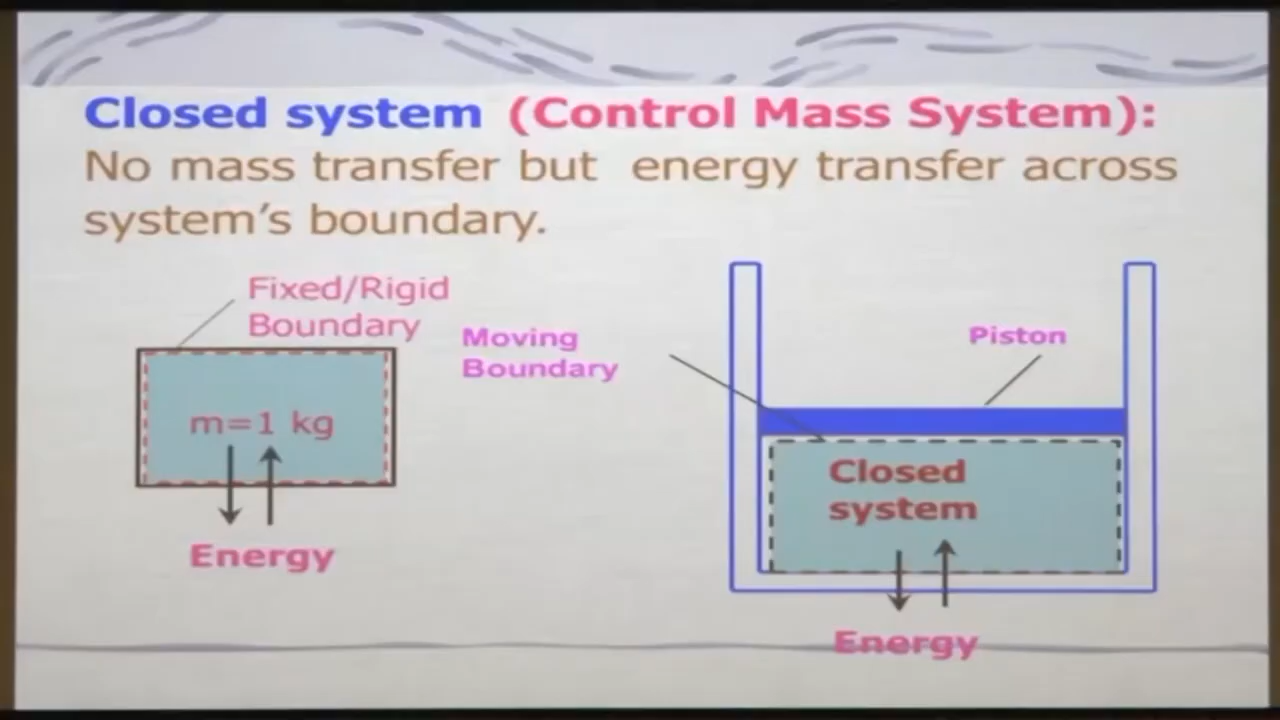 Closed system (Control Mass System):
No mass transfer but energy transfer across
system's boundary.
Fixed/Rigid
Boundary
m=1 kg
Energy
Moving
Boundary
Piston
Closed
system
Energy